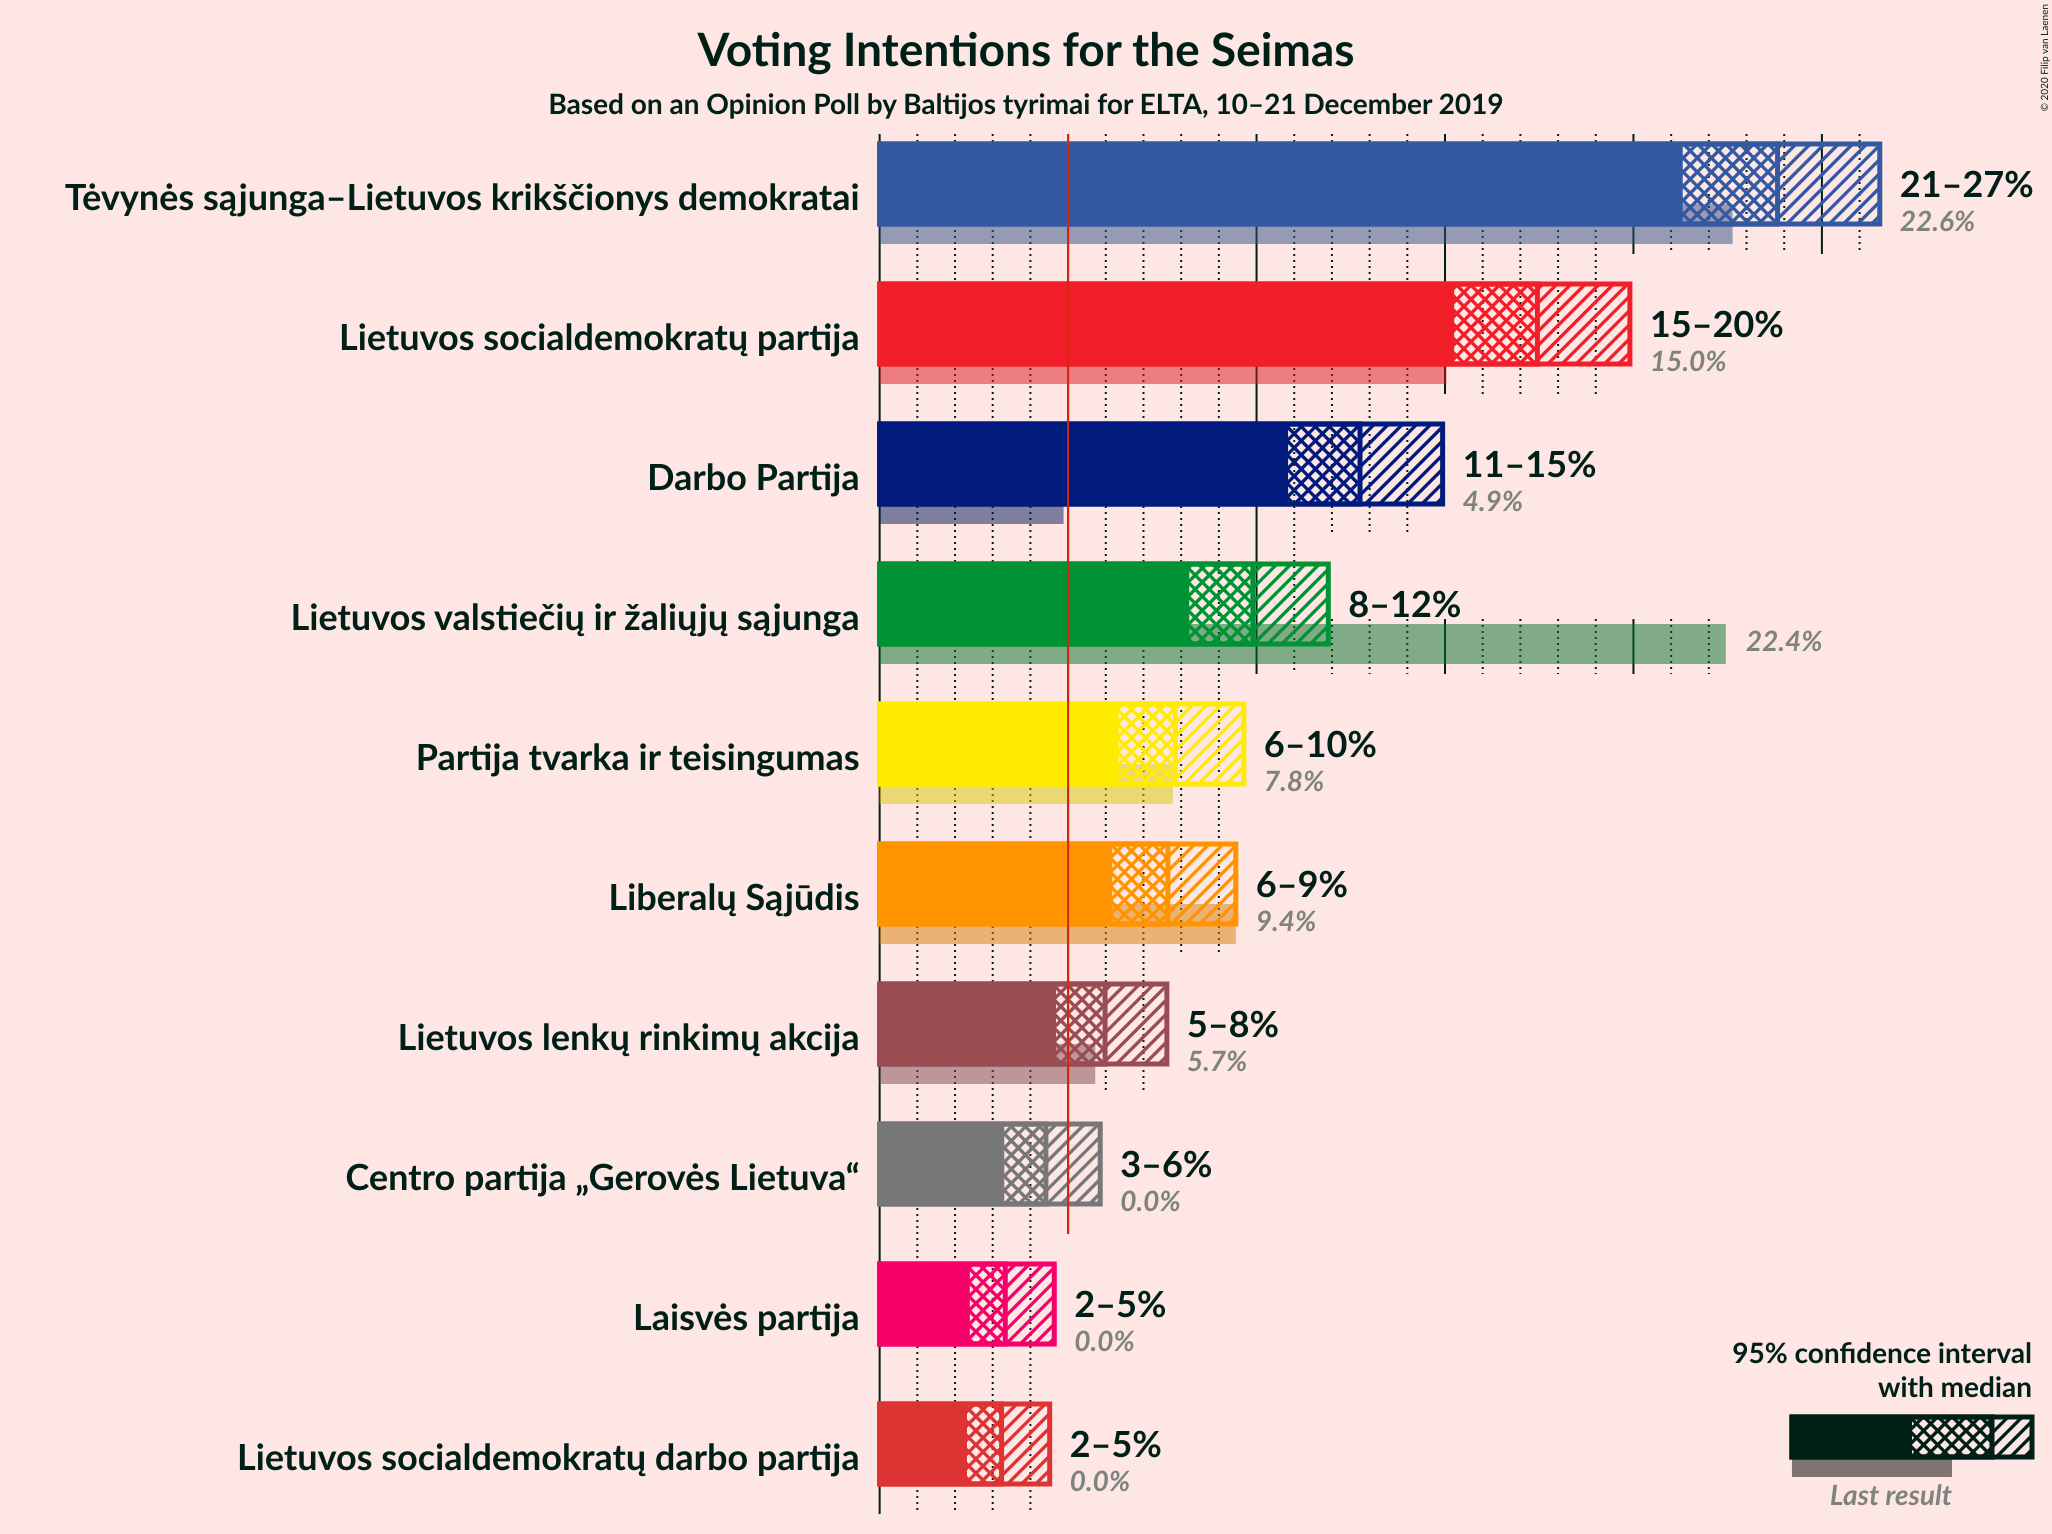 Voting Intentions for the Seimas
Based on an Opinion Poll by Baltijos tyrimai for ELTA, 10–21 December 2019
© 2020 Filip van Laenen
Tėvynės sąjunga–Lietuvos krikščionys demokratai
21–27%
22.6%
Lietuvos socialdemokratų partija
15–20%
15.0%
Darbo Partija
11–15%
4.9%
Lietuvos valstiečių ir žaliųjų sąjunga
8–12%
22.4%
Partija tvarka ir teisingumas
6–10%
7.8%
Liberalų Sąjūdis
6–9%
9.4%
Lietuvos lenkų rinkimų akcija
5–8%
5.7%
Centro partija „Gerovės Lietuva“
3–6%
0.0%
Laisvės partija
2–5%
0.0%
Lietuvos socialdemokratų darbo partija
2–5%
0.0%
95% confidence interval
with median
Last result